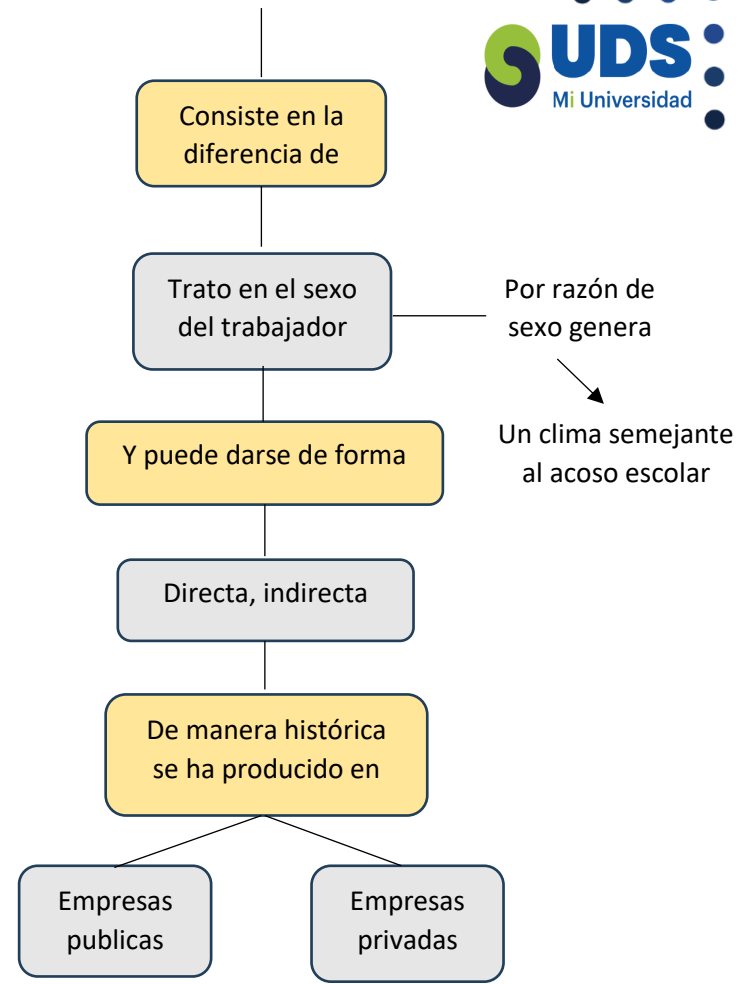 UDS
Mi Universidad
Consiste en la
diferencia de
Trato en el sexo
del trabajador
Por razón de
sexo genera
Un clima semejante
al acoso escolar
Y puede darse de forma
Directa, indirecta
De manera histórica
se ha producido en
Empresas
publicas
Empresas
privadas